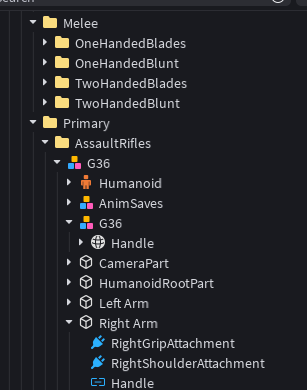 Melee
OneHandedBlades
OneHandedBlunt
TwoHandedBlades
TwoHandedBlunt
Primary
AssaultRifles
G36
Humanoid
AnimSaves
G36
Handle
CameraPart
HumanoidRootPart
Left Arm
Right Arm
RightGripAttachment
RightShoulderAttachment
Handle